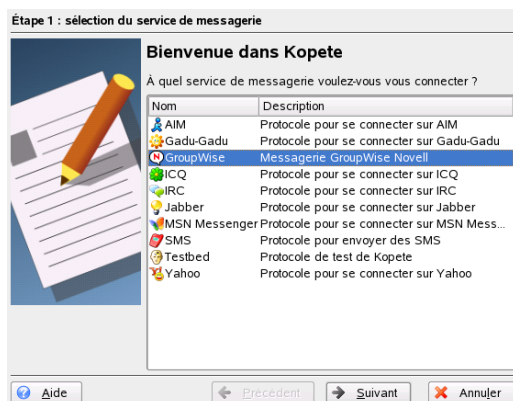 Étape 1 : sélection du service de messagerie
Bienvenue dans Kopete
À quel service de messagerie voulez-vous vous connecter ?
Nom Description
AIM Protocole pour se connecter sur AIM
Gadu-Gadu Protocole pour se connecter sur Gadu-Gadu
GroupWise Messagerie GroupWise Novell
ICQ Protocole pour se connecter sur ICQ
IRC Protocole pour se connecter sur IRC
Jabber Protocole pour se connecter sur Jabber
MSN Messenger Protocole pour se connecter sur MSN Mess...
SMS Protocole pour envoyer des SMS
Testbed Protocole de test de Kopete
Yahoo Protocole pour se connecter sur Yahoo
Aide Précédent Suivant Annuler